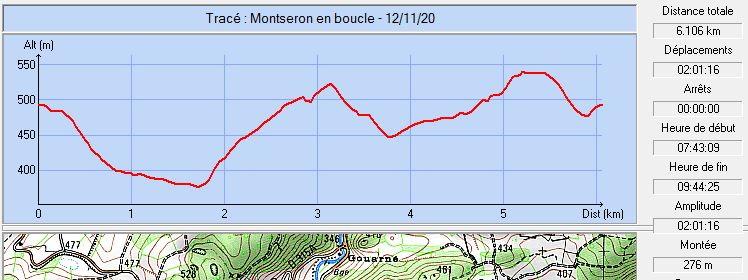 Tracé : Montseron en boucle - 12/11/20
Alt (m)
550
500
450
400
0 1 2 3 4 5 Dist (km)
Distance totale
6.106 km
Déplacements
02:01:16
Arrêts
00:00:00
Heure de début
07:43:09
Heure de fin
09:44:25
Amplitude
02:01:16
Montée
276 m
477
477
346
Gouarné
461
434
407